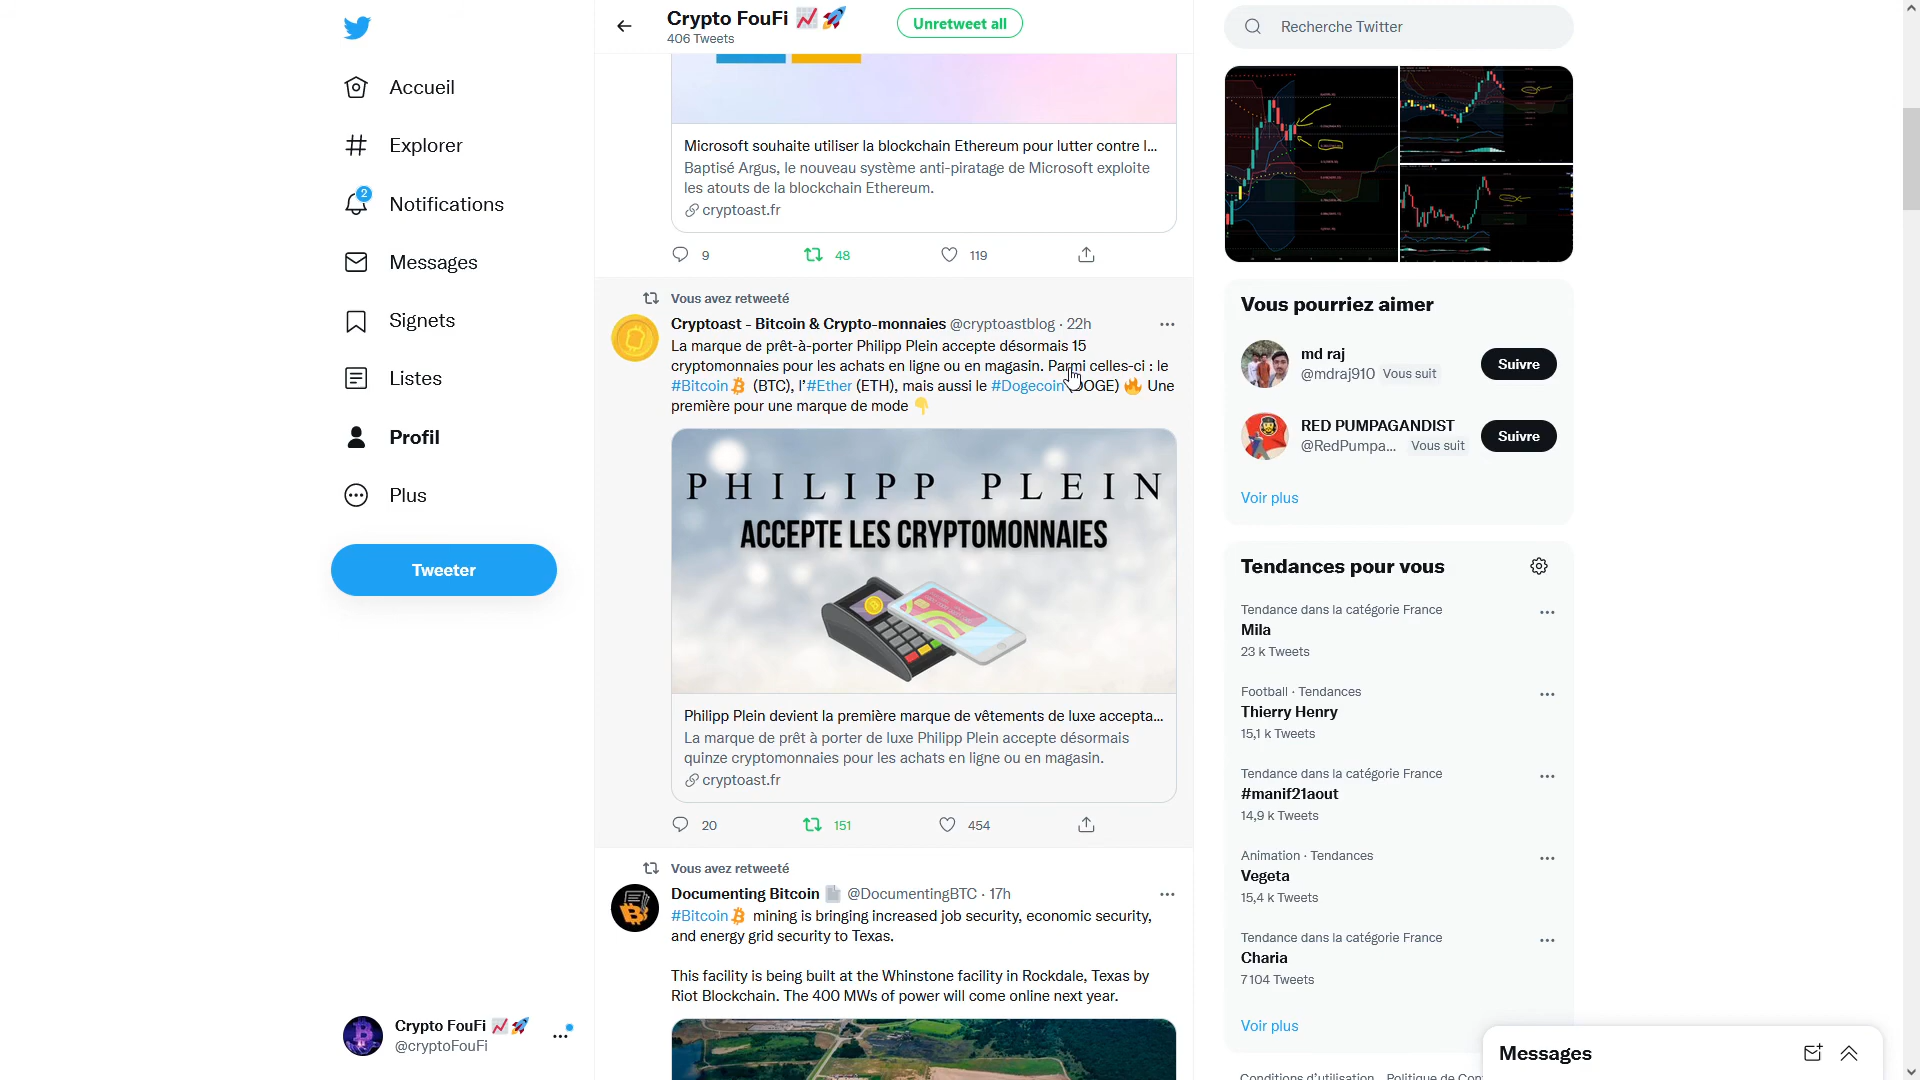 Accueil
Explorer
2
Notifications
Messages
Signets
Listes
Profil
Plus
Tweeter
Crypto FouFi
@cryptoFouFi
Crypto FouFi
406 Tweets
Unretweet all
Microsoft souhaite utiliser la blockchain Ethereum pour lutter contre l...
Baptisé Argus, le nouveau système anti-piratage de Microsoft exploite
les atouts de la blockchain Ethereum.
cryptoast.fr
9 48 119
Vous avez retweeté
Cryptoast - Bitcoin & Crypto-monnaies @cryptoastblog · 22h
La marque de prêt-à-porter Philipp Plein accepte désormais 15
cryptomonnaies pour les achats en ligne ou en magasin. Parmi celles-ci : le
#Bitcoin (BTC), l'#Ether (ETH), mais aussi le #Dogecoin (DOGE) 🔥 Une
première pour une marque de mode 👇
PHILIPP PLEIN
ACCEPTE LES CRYPTOMONNAIES
Philipp Plein devient la première marque de vêtements de luxe accepta...
La marque de prêt à porter de luxe Philipp Plein accepte désormais
quinze cryptomonnaies pour les achats en ligne ou en magasin.
cryptoast.fr
20 151 454
Vous avez retweeté
Documenting Bitcoin @DocumentingBTC · 17h
#Bitcoin mining is bringing increased job security, economic security,
and energy grid security to Texas.
This facility is being built at the Whinstone facility in Rockdale, Texas by
Riot Blockchain. The 400 MWs of power will come online next year.
Recherche Twitter
Vous pourriez aimer
md raj
@mdraj910 Vous suit
Suivre
RED PUMPAGANDIST
@RedPumpa... Vous suit
Suivre
Voir plus
Tendances pour vous
Tendance dans la catégorie France
Mila
23 k Tweets
Football · Tendances
Thierry Henry
15,1 k Tweets
Tendance dans la catégorie France
#manif21aout
14,9 k Tweets
Animation · Tendances
Vegeta
15,4 k Tweets
Tendance dans la catégorie France
Charia
7 104 Tweets
Voir plus
Conditions d'utilisation Politique de Con
Messages